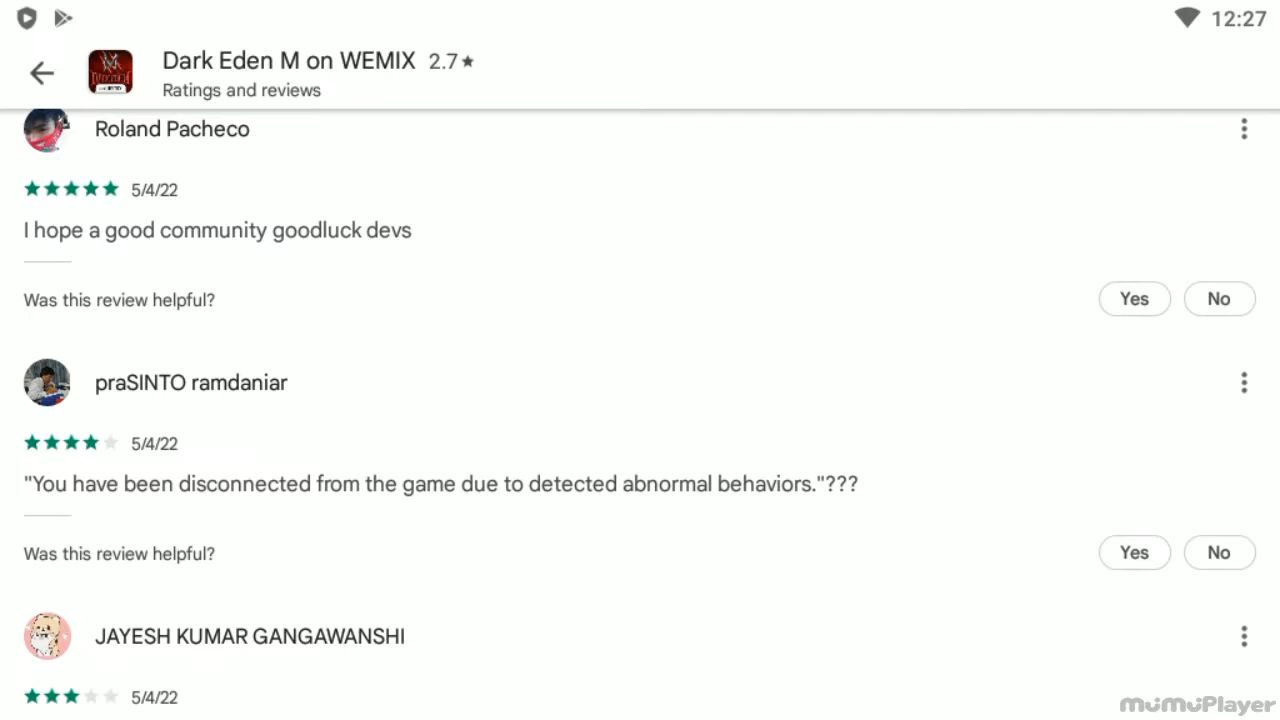 12:27
Dark Eden M on WEMIX 2.7★
Ratings and reviews
Roland Pacheco
5/4/22
I hope a good community goodluck devs
Was this review helpful? Yes No
praSINTO ramdaniar
5/4/22
"You have been disconnected from the game due to detected abnormal behaviors."???
Was this review helpful? Yes No
JAYESH KUMAR GANGAWANSHI
5/4/22
mumuPlayer